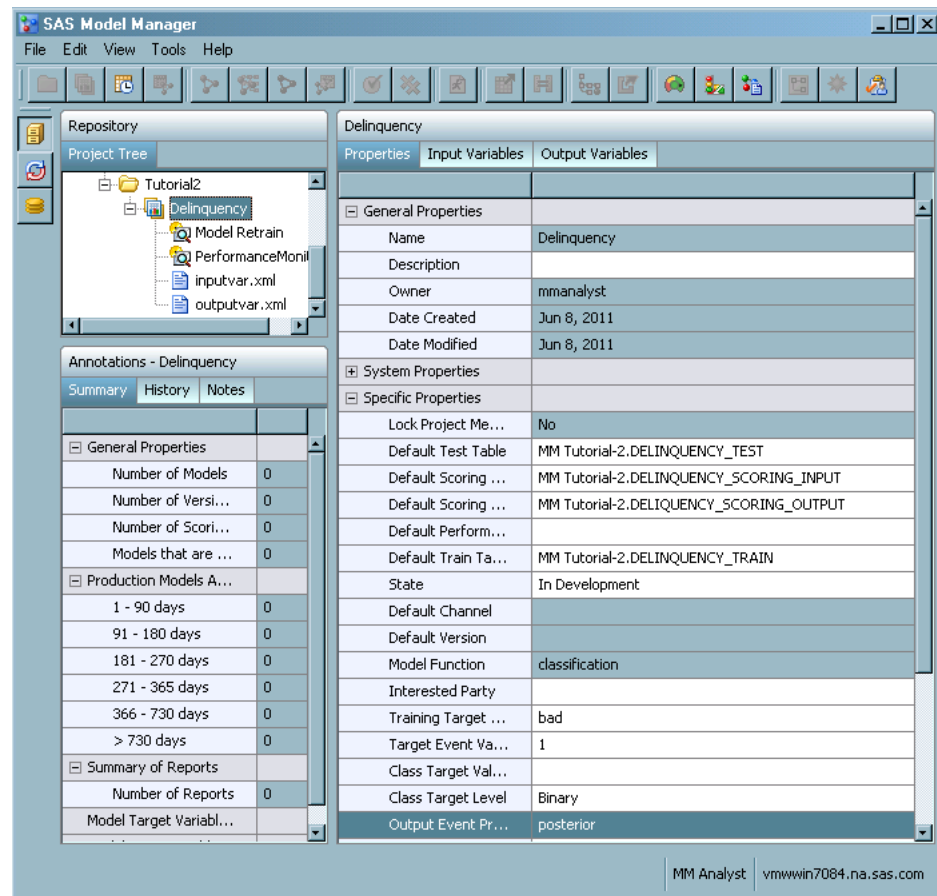 SAS Model Manager
File Edit View Tools Help
Repository
Project Tree
Tutorial2
Delinquency
Model Retrain
PerformanceMonit
inputvar.xml
outputvar.xml
Annotations - Delinquency
Summary History Notes
General Properties
Number of Models 0
Number of Versi... 0
Number of Scori... 0
Models that are ... 0
Production Models A...
1 - 90 days 0
91 - 180 days 0
181 - 270 days 0
271 - 365 days 0
366 - 730 days 0
> 730 days 0
Summary of Reports
Number of Reports 0
Model Target Variabl...
Delinquency
Properties Input Variables Output Variables
General Properties
Name Delinquency
Description
Owner mmanalyst
Date Created Jun 8, 2011
Date Modified Jun 8, 2011
System Properties
Specific Properties
Lock Project Me... No
Default Test Table MM Tutorial-2.DELINQUENCY_TEST
Default Scoring ... MM Tutorial-2.DELINQUENCY_SCORING_INPUT
Default Scoring ... MM Tutorial-2.DELIQUENCY_SCORING_OUTPUT
Default Perform...
Default Train Ta... MM Tutorial-2.DELINQUENCY_TRAIN
State In Development
Default Channel
Default Version
Model Function classification
Interested Party
Training Target ... bad
Target Event Va... 1
Class Target Val...
Class Target Level Binary
Output Event Pr... posterior
MM Analyst vmwwin7084.na.sas.com